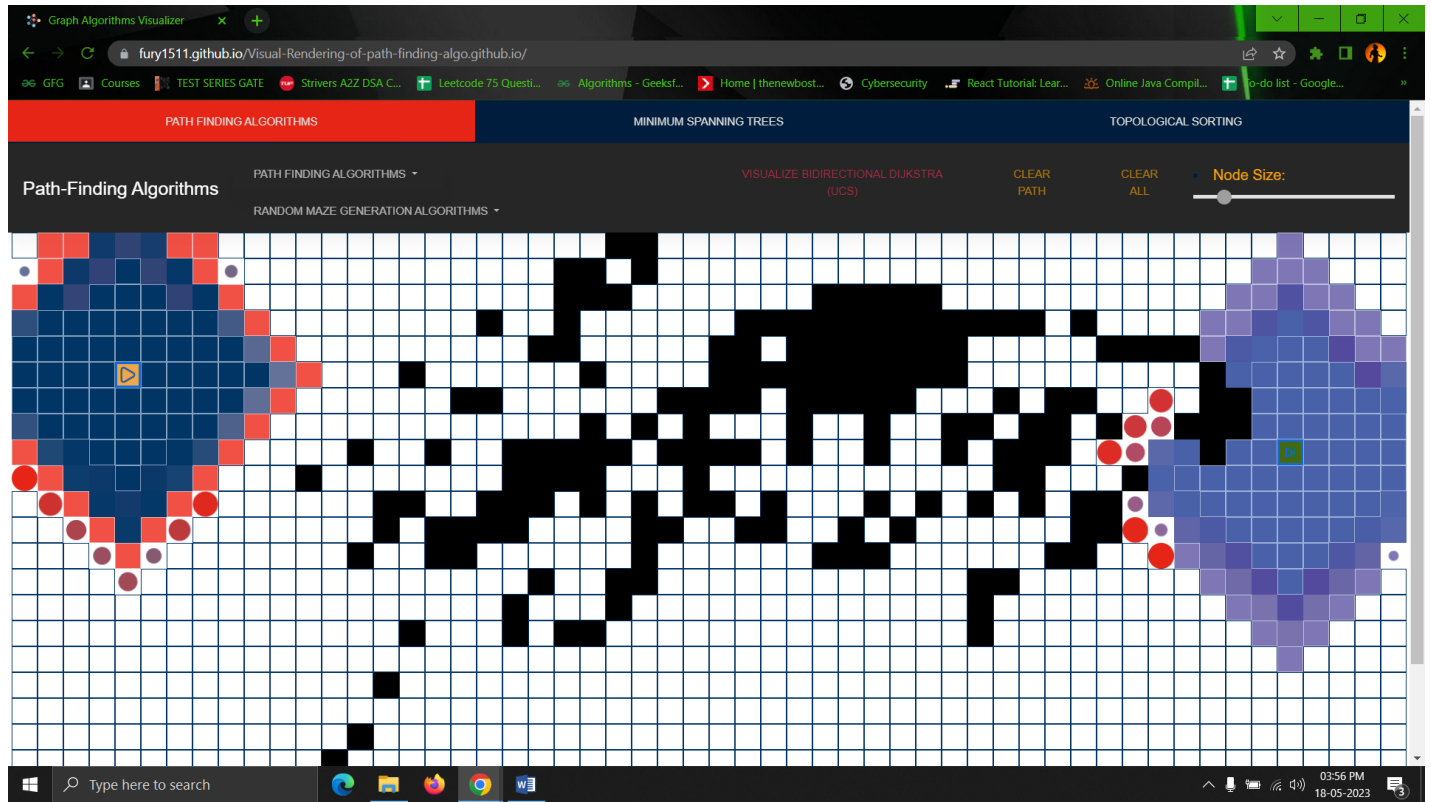 Graph Algorithms Visualizer
fury1511.github.io/Visual-Rendering-of-path-finding-algo.github.io/
GFG Courses TEST SERIES GATE Strivers A2Z DSA C... Leetcode 75 Questi... Algorithms - Geeksf... Home | thenewbost... Cybersecurity React Tutorial: Lear... Online Java Compil... To-do list - Google... »
PATH FINDING ALGORITHMS MINIMUM SPANNING TREES TOPOLOGICAL SORTING
Path-Finding Algorithms
PATH FINDING ALGORITHMS
RANDOM MAZE GENERATION ALGORITHMS
VISUALIZE BIDIRECTIONAL DIJKSTRA
(UCS)
CLEAR
PATH
CLEAR
ALL
Node Size:
Type here to search
03:56 PM
18-05-2023
3